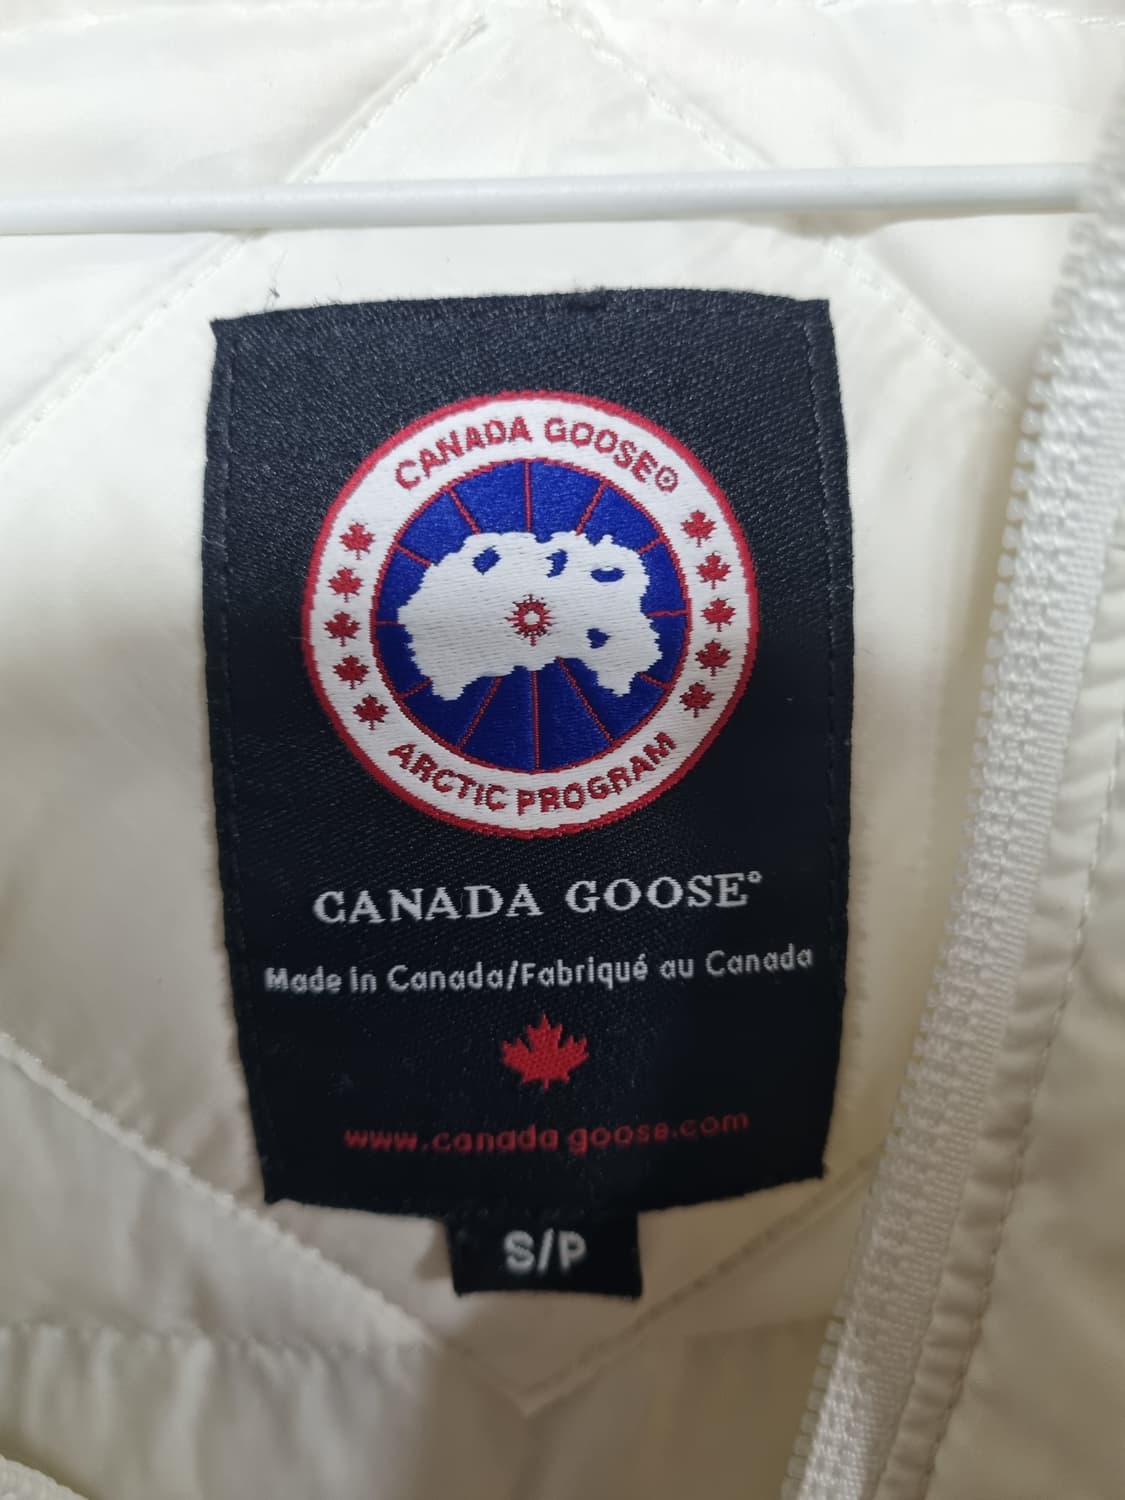 CANADA GOOSE®
ARCTIC PROGRAM
CANADA GOOSE®
Made in Canada/Fabriqué au Canada
www.canada goose.com
S/P